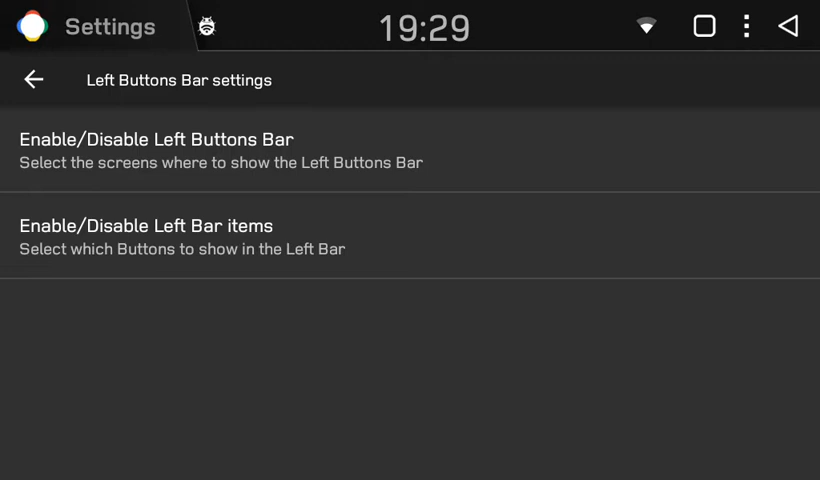 Settings
19:29
Left Buttons Bar settings
Enable/Disable Left Buttons Bar
Select the screens where to show the Left Buttons Bar
Enable/Disable Left Bar items
Select which Buttons to show in the Left Bar